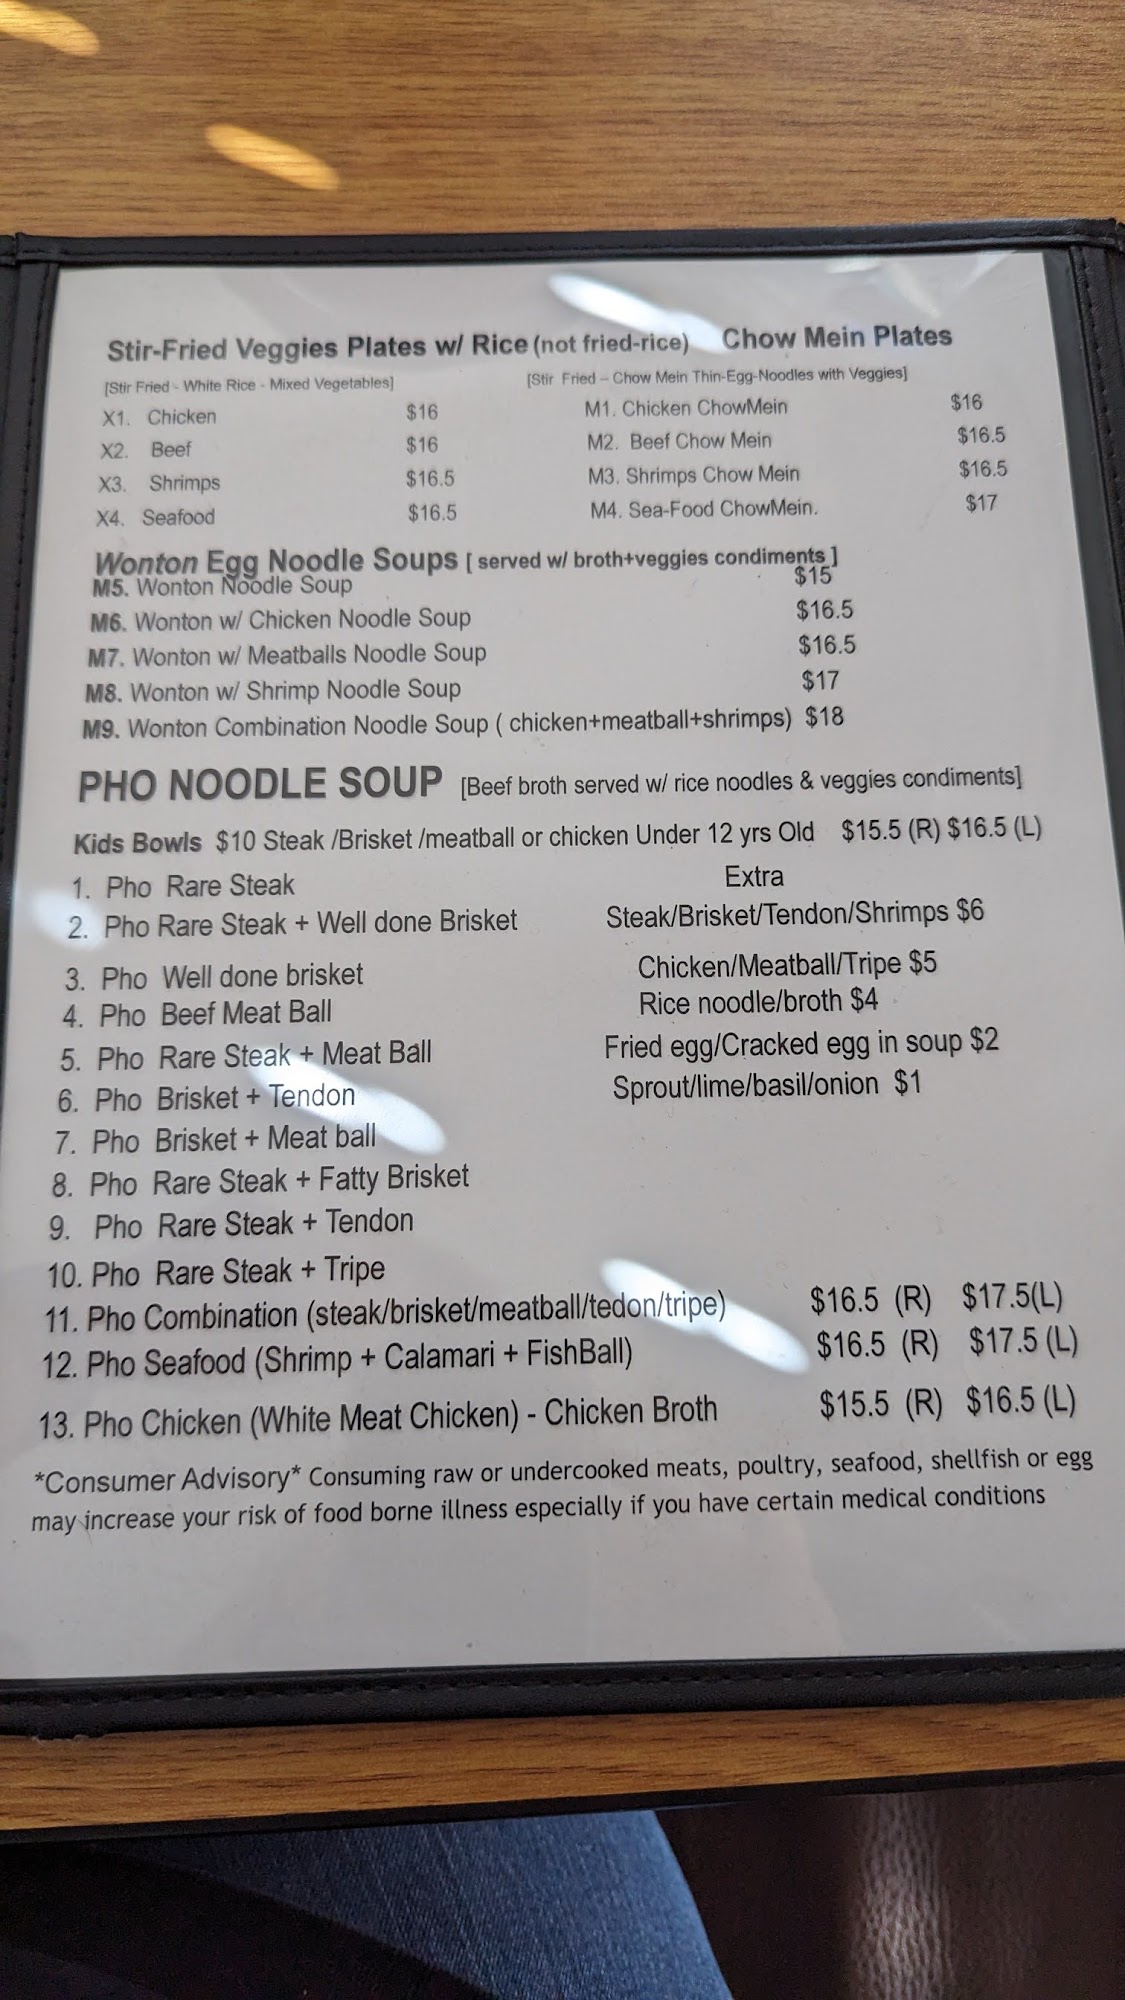 Stir-Fried Veggies Plates w/ Rice (not fried-rice) Chow Mein Plates
[Stir Fried - White Rice - Mixed Vegetables] [Stir Fried – Chow Mein Thin-Egg-Noodles with Veggies]
X1. Chicken $16 M1. Chicken ChowMein $16
X2. Beef $16 M2. Beef Chow Mein $16.5
X3. Shrimps $16.5 M3. Shrimps Chow Mein $16.5
X4. Seafood $16.5 M4. Sea-Food ChowMein. $17
Wonton Egg Noodle Soups [ served w/ broth+veggies condiments ]
M5. Wonton Noodle Soup $15
M6. Wonton w/ Chicken Noodle Soup $16.5
M7. Wonton w/ Meatballs Noodle Soup $16.5
M8. Wonton w/ Shrimp Noodle Soup $17
M9. Wonton Combination Noodle Soup ( chicken+meatball+shrimps) $18
PHO NOODLE SOUP [Beef broth served w/ rice noodles & veggies condiments]
Kids Bowls $10 Steak /Brisket /meatball or chicken Under 12 yrs Old $15.5 (R) $16.5 (L)
1. Pho Rare Steak Extra
2. Pho Rare Steak + Well done Brisket Steak/Brisket/Tendon/Shrimps $6
3. Pho Well done brisket Chicken/Meatball/Tripe $5
4. Pho Beef Meat Ball Rice noodle/broth $4
5. Pho Rare Steak + Meat Ball Fried egg/Cracked egg in soup $2
6. Pho Brisket + Tendon Sprout/lime/basil/onion $1
7. Pho Brisket + Meat ball
8. Pho Rare Steak + Fatty Brisket
9. Pho Rare Steak + Tendon
10. Pho Rare Steak + Tripe
11. Pho Combination (steak/brisket/meatball/tedon/tripe) $16.5 (R) $17.5(L)
12. Pho Seafood (Shrimp + Calamari + FishBall) $16.5 (R) $17.5 (L)
13. Pho Chicken (White Meat Chicken) - Chicken Broth $15.5 (R) $16.5 (L)
*Consumer Advisory* Consuming raw or undercooked meats, poultry, seafood, shellfish or egg
may increase your risk of food borne illness especially if you have certain medical conditions